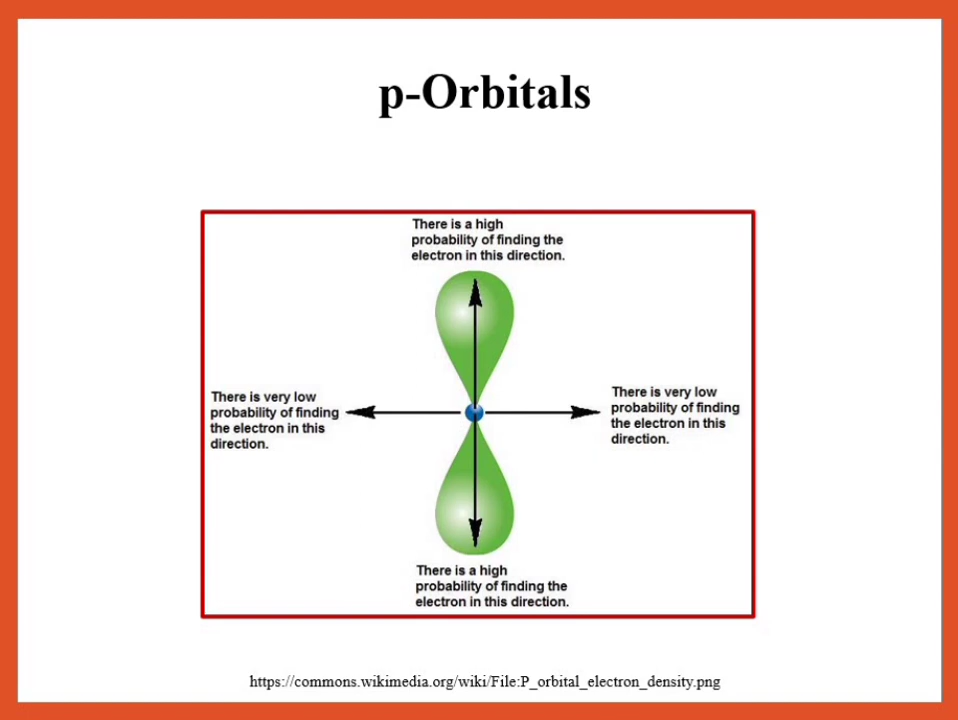 p-Orbitals
There is a high
probability of finding the
electron in this direction.
There is very low
probability of finding
the electron in this
direction.
There is very low
probability of finding
the electron in this
direction.
There is a high
probability of finding the
electron in this direction.
https://commons.wikimedia.org/wiki/File:P_orbital_electron_density.png